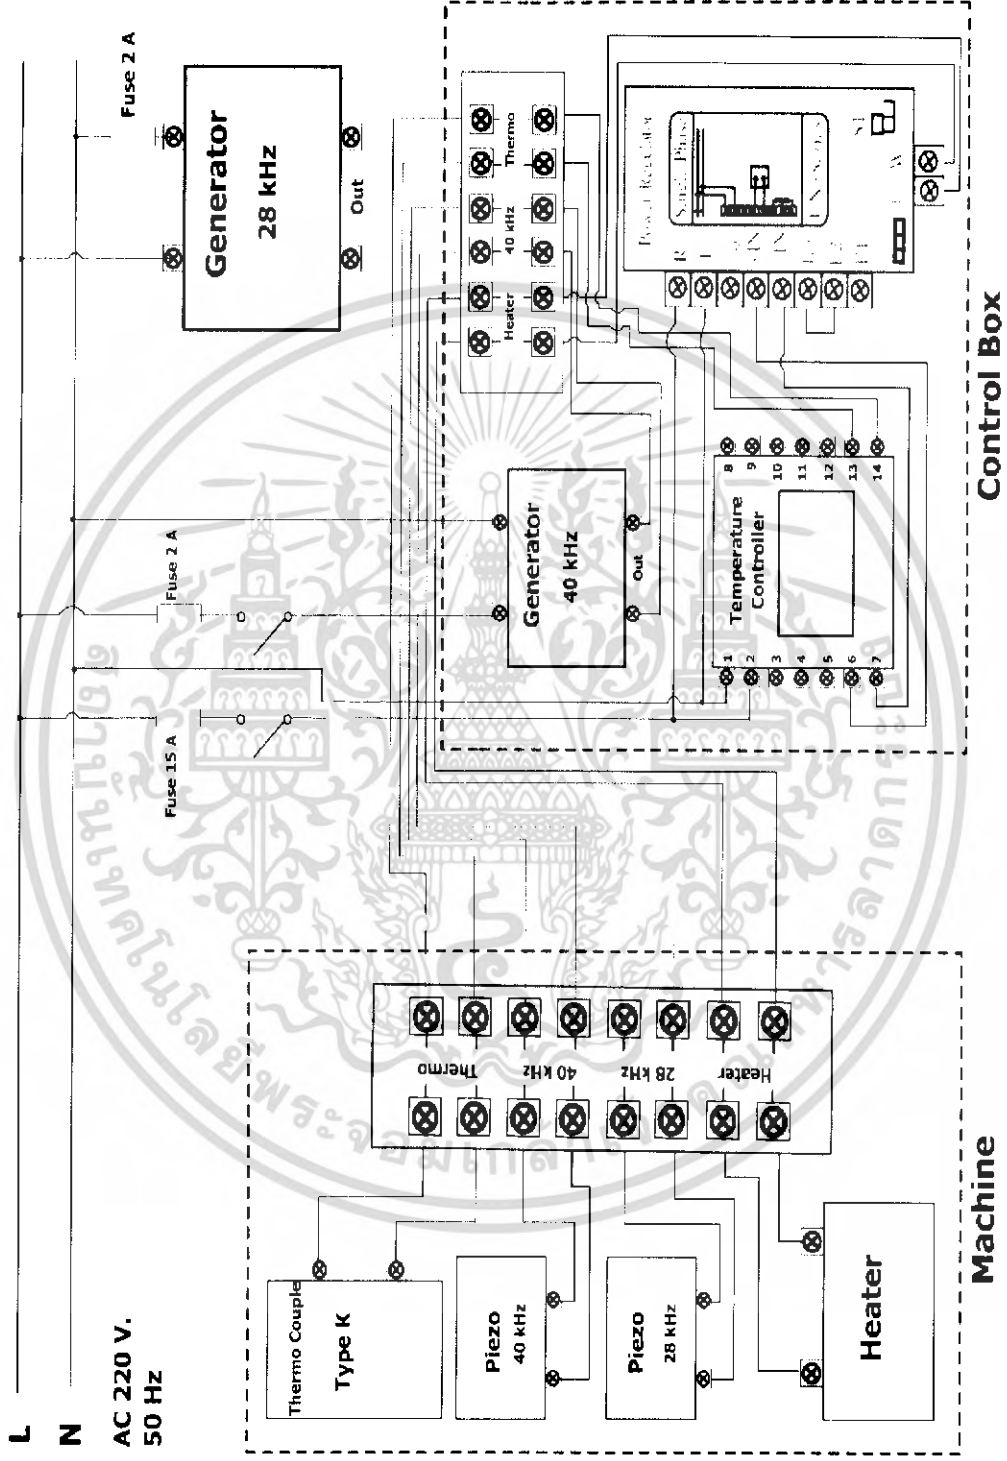 L
N
AC 220 V.
50 Hz
Fuse 15 A
Fuse 2 A
Fuse 2 A
Generator
28 kHz
Out
Thermo Couple
Type K
Piezo
40 kHz
Piezo
28 kHz
Heater
Thermo
40 kHz
28 kHz
Heater
Machine
Generator
40 kHz
Out
Heater
40 kHz
Thermo
Temperature
Controller
1
2
3
4
5
6
7
8
9
10
11
12
13
14
S1
Control Box